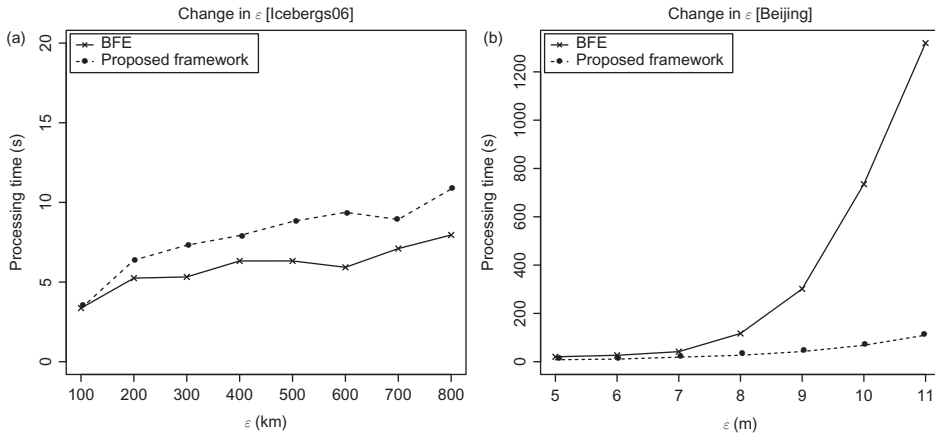 Change in ε [Icebergs06]
(a)
BFE
Proposed framework
Processing time (s)
20
15
10
5
0
100 200 300 400 500 600 700 800
ε (km)
Change in ε [Beijing]
(b)
BFE
Proposed framework
Processing time (s)
1200
1000
800
600
400
200
0
5 6 7 8 9 10 11
ε (m)